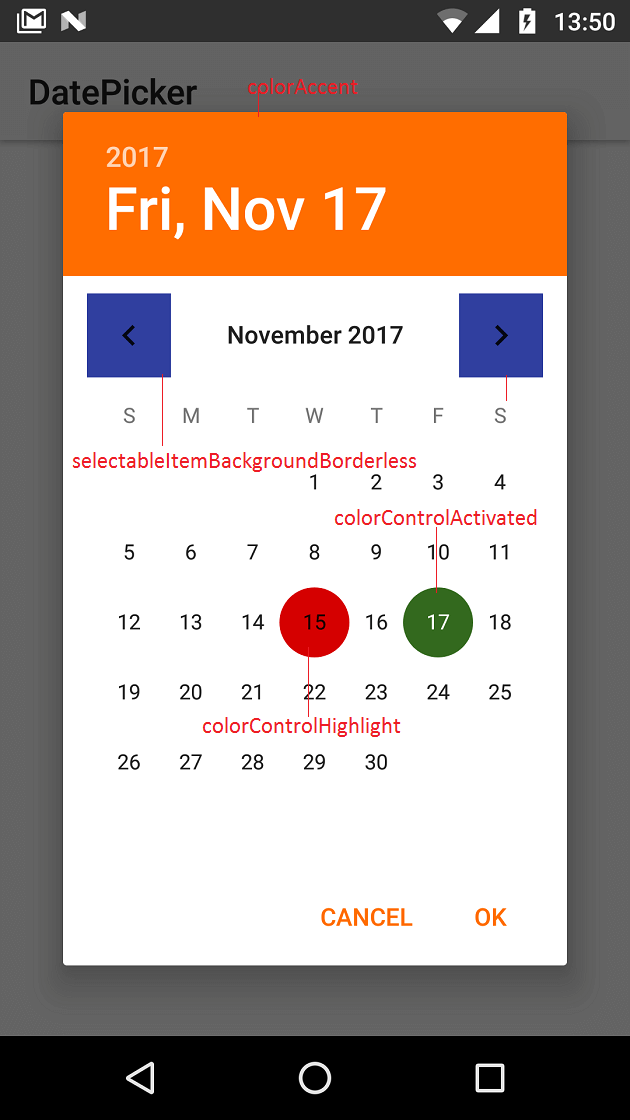 13:50
DatePicker
colorAccent
2017
Fri, Nov 17
November 2017
S M T W T F S
selectableItemBackgroundBorderless
1 2 3 4
colorControlActivated
5 6 7 8 9 10 11
12 13 14 15 16 17 18
19 20 21 22 23 24 25
colorControlHighlight
26 27 28 29 30
CANCEL OK